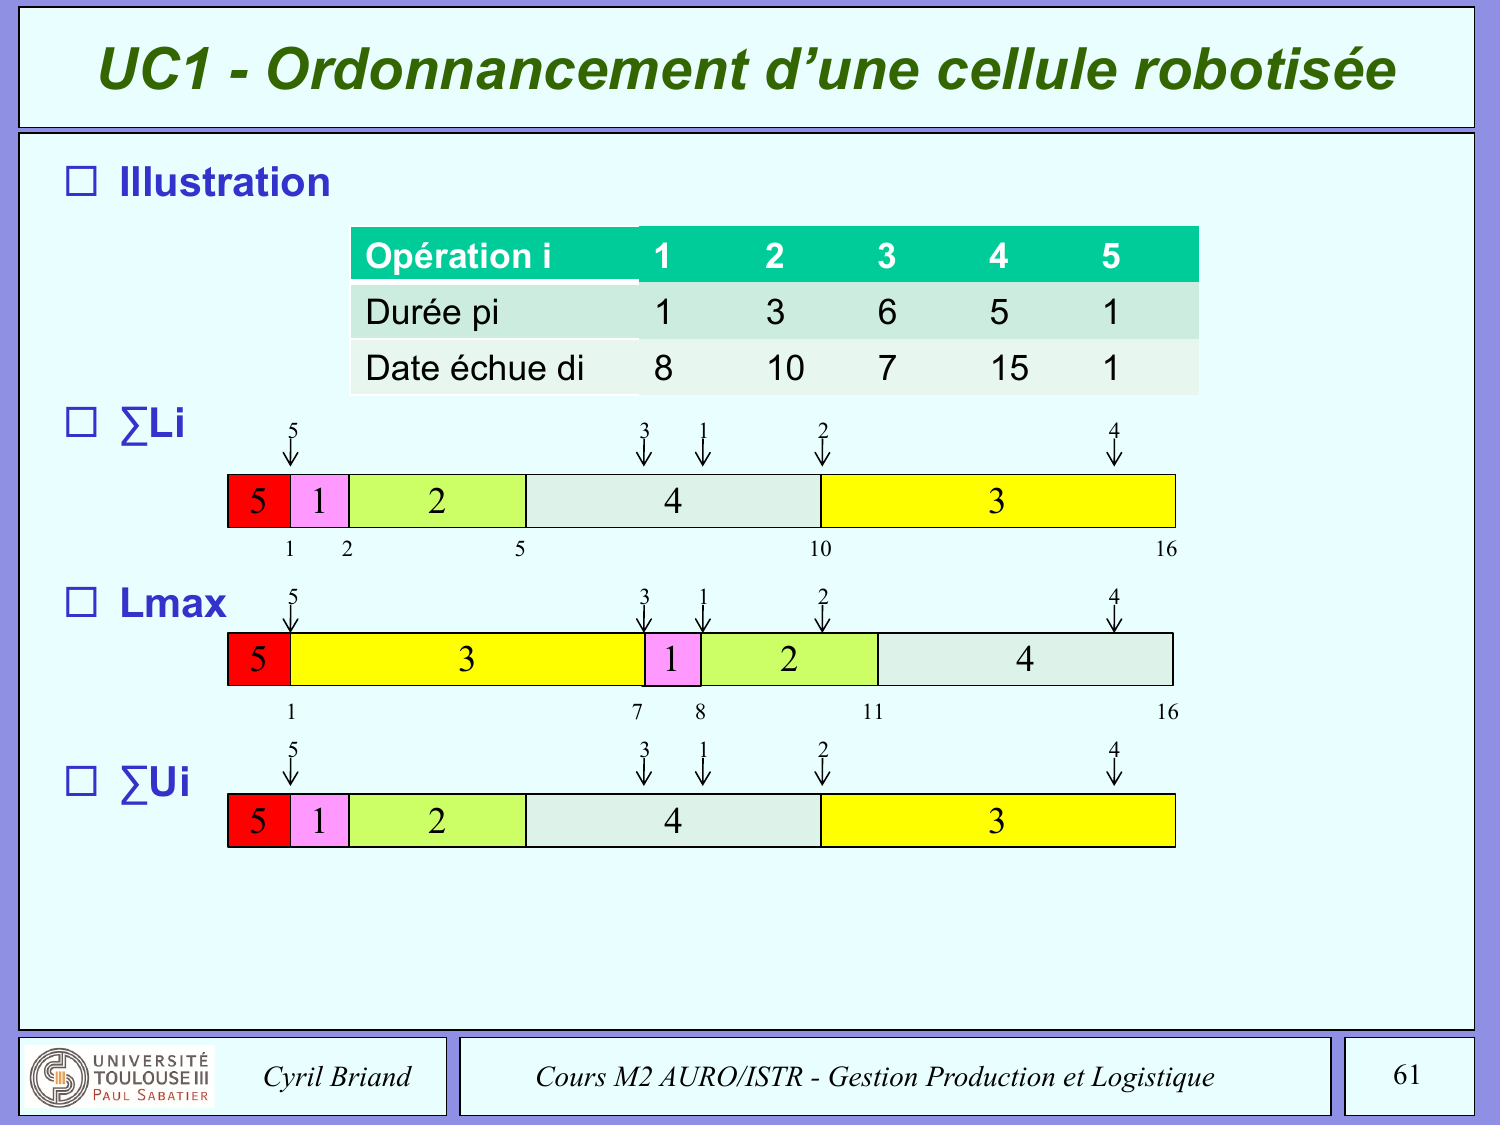 UC1 - Ordonnancement d’une cellule robotisée
Illustration
Opération i 1 2 3 4 5
Durée pi 1 3 6 5 1
Date échue di 8 10 7 15 1
∑Li
5 3 1 2 4
5 1 2 4 3
1 2 5 10 16
Lmax
5 3 1 2 4
5 3 1 2 4
1 7 8 11 16
∑Ui
5 3 1 2 4
5 1 2 4 3
UNIVERSITÉ
TOULOUSE III
PAUL SABATIER
Cyril Briand
Cours M2 AURO/ISTR - Gestion Production et Logistique
61